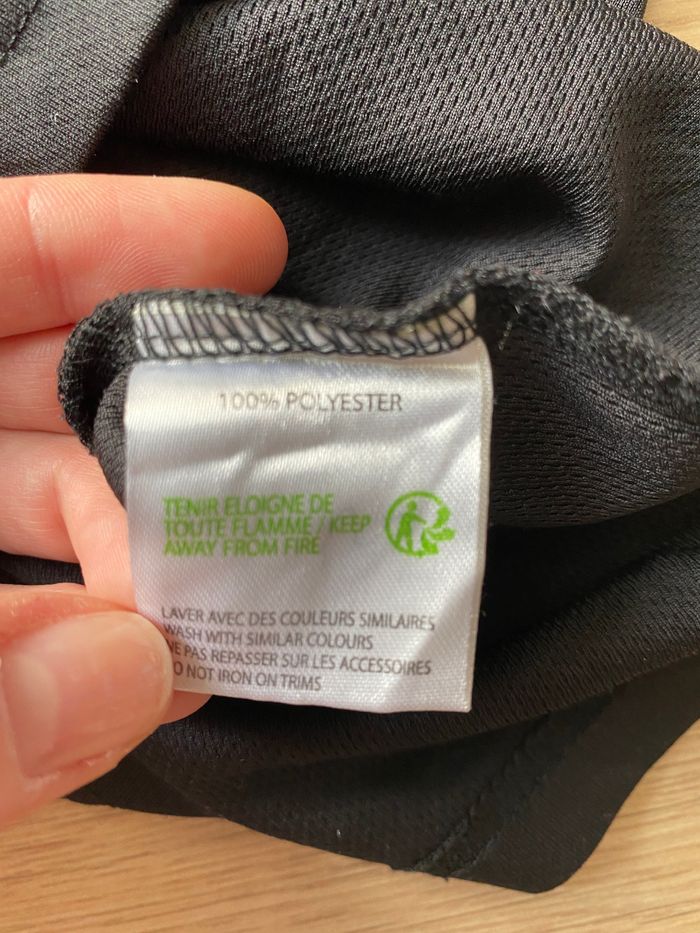 100% POLYESTER
TENIR ELOIGNE DE
TOUTE FLAMME / KEEP
AWAY FROM FIRE
LAVER AVEC DES COULEURS SIMILAIRES
WASH WITH SIMILAR COLOURS
NE PAS REPASSER SUR LES ACCESSOIRES
DO NOT IRON ON TRIMS